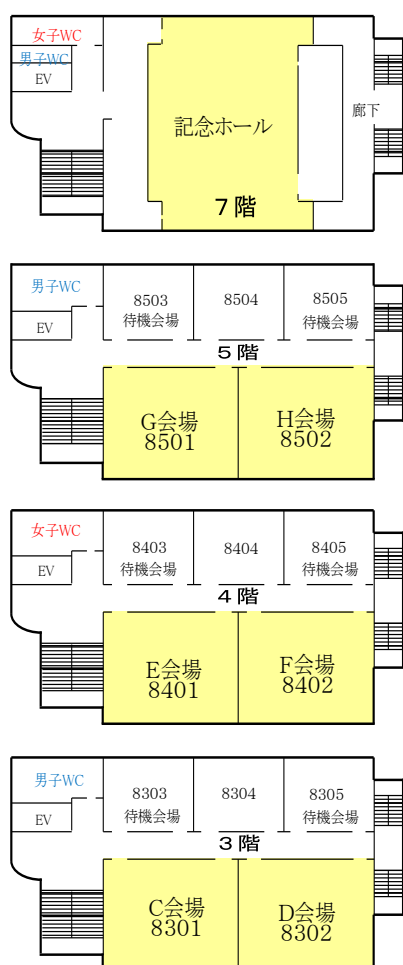 女子WC
男子WC
EV
廊下
記念ホール
7階
男子WC
8503
待機会場
8504
8505
待機会場
EV
5階
G会場
8501
H会場
8502
女子WC
8403
待機会場
8404
8405
待機会場
EV
4階
E会場
8401
F会場
8402
男子WC
8303
待機会場
8304
8305
待機会場
EV
3階
C会場
8301
D会場
8302